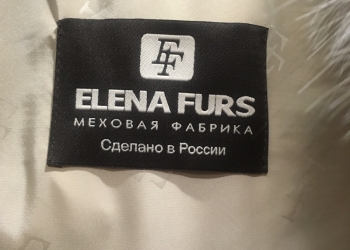 EF
ELENA FURS
МЕХОВАЯ ФАБРИКА
Сделано в России